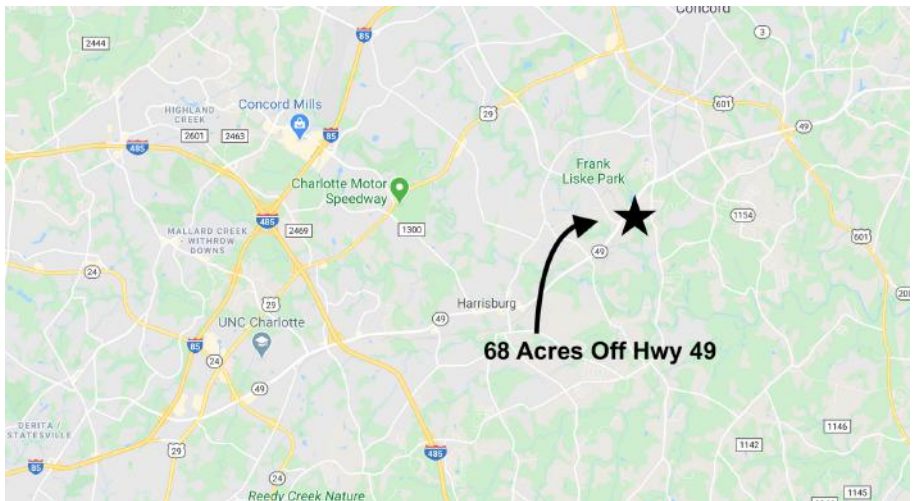 Concord
2444
85
3
HIGHLAND
CREEK
Concord Mills
2601
2463
85
29
601
49
485
Frank
Liske Park
Charlotte Motor
Speedway
485
2469
1300
1154
MALLARD CREEK
- WITHROW
DOWNS
49
601
24
29
Harrisburg
49
UNC Charlotte
85
24
68 Acres Off Hwy 49
49
DERITA /
STATESVILLE
29
485
1146
1142
85
24
Reedy Creek Nature
1145